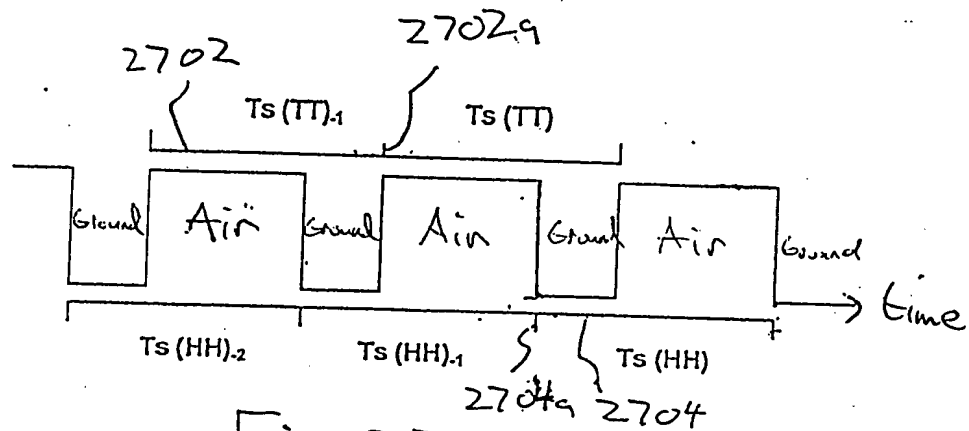 2702 2702a
Ts (TT)-1 Ts (TT)
Ground Air Ground Air Ground Air Ground
time
Ts (HH)-2 Ts (HH)-1 Ts (HH)
2704a 2704